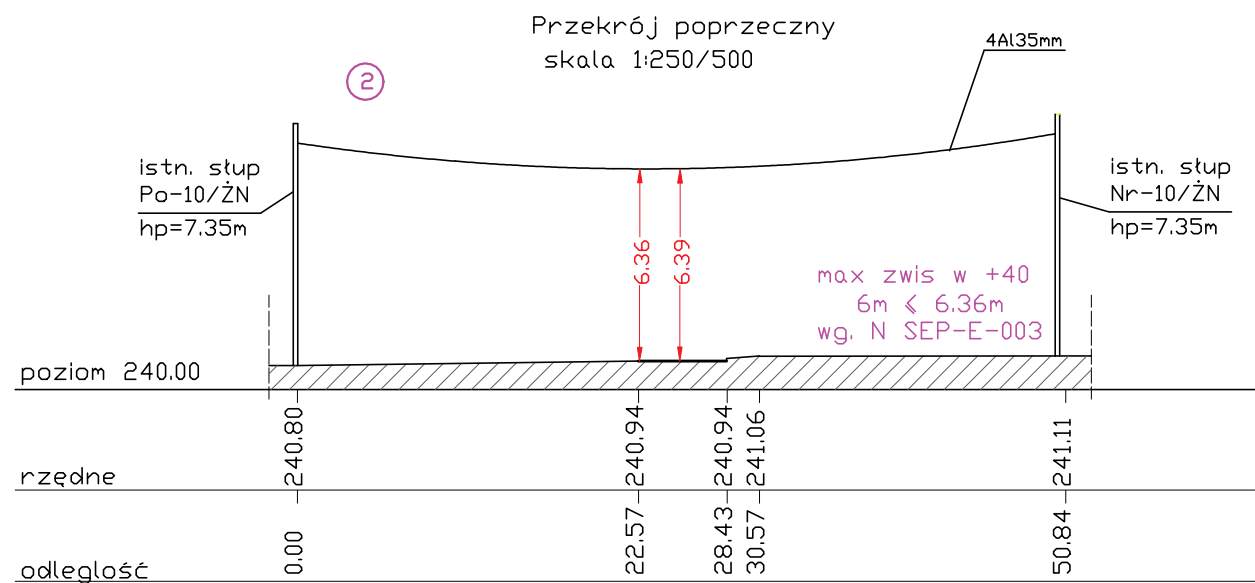 Przekrój poprzeczny
skala 1:250/500
4Al35mm
2
istn. słup
Po-10/ŻN
hp=7.35m
istn. słup
Nr-10/ŻN
hp=7.35m
6.36
6.39
max zwis w +40
6m ⩽ 6.36m
wg. N SEP-E-003
poziom 240.00
240.80
240.94
240.94
241.06
241.11
rzędne
0.00
22.57
28.43
30.57
50.84
odleglość